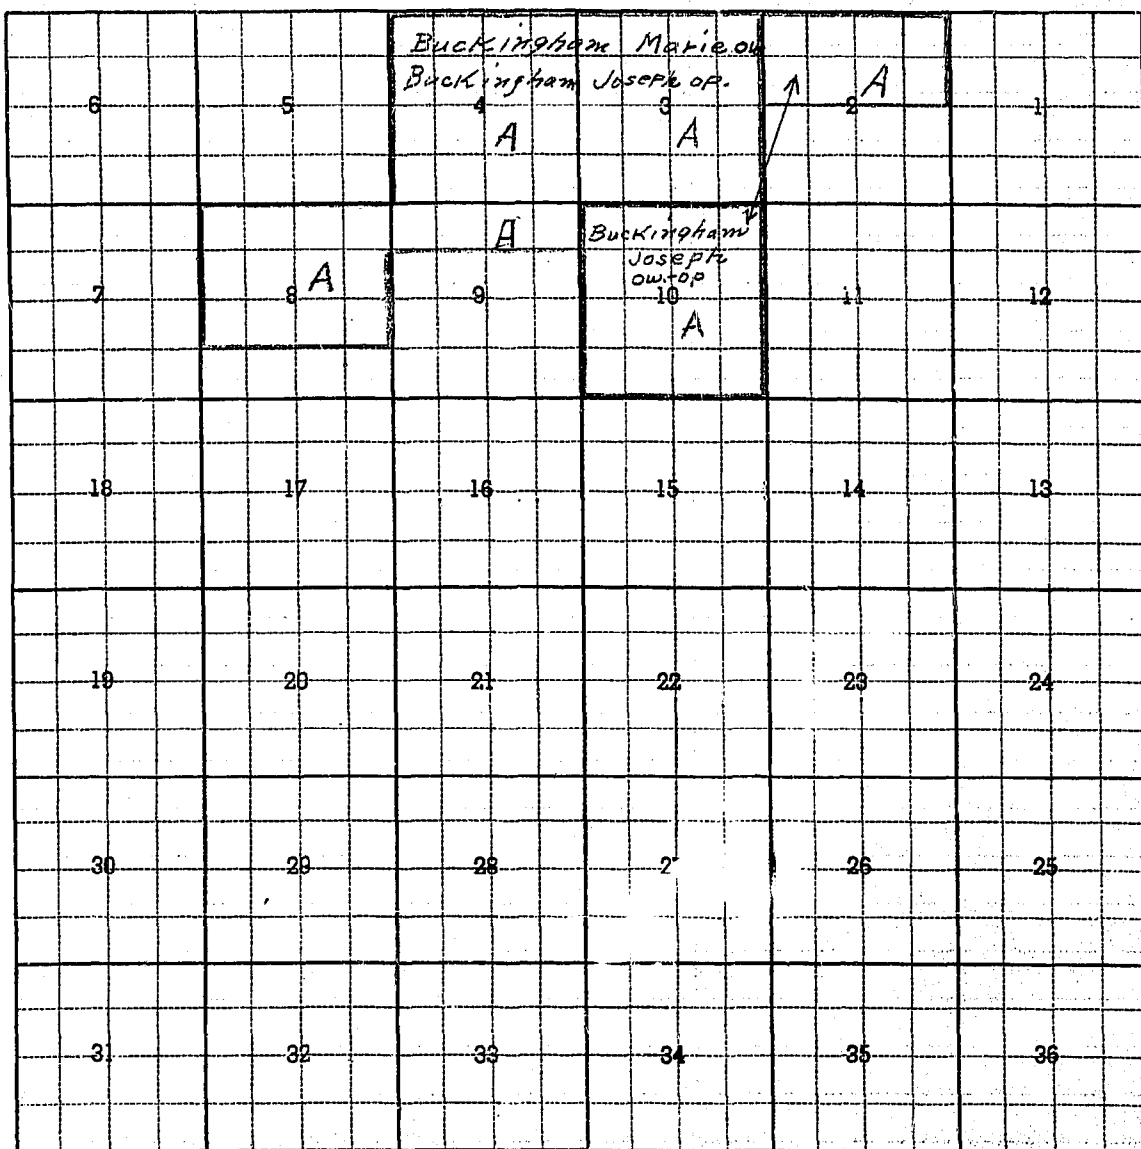 Buckingham Marie ow
Buckingham Joseph op.
6 5 4 3 2 A 1
A A
A
Buckingham
Joseph
ow.-op
7 8 A 9 10 11 12
A
18 17 16 15 14 13
19 20 21 22 23 24
30 29 28 2 26 25
31 32 33 34 35 36